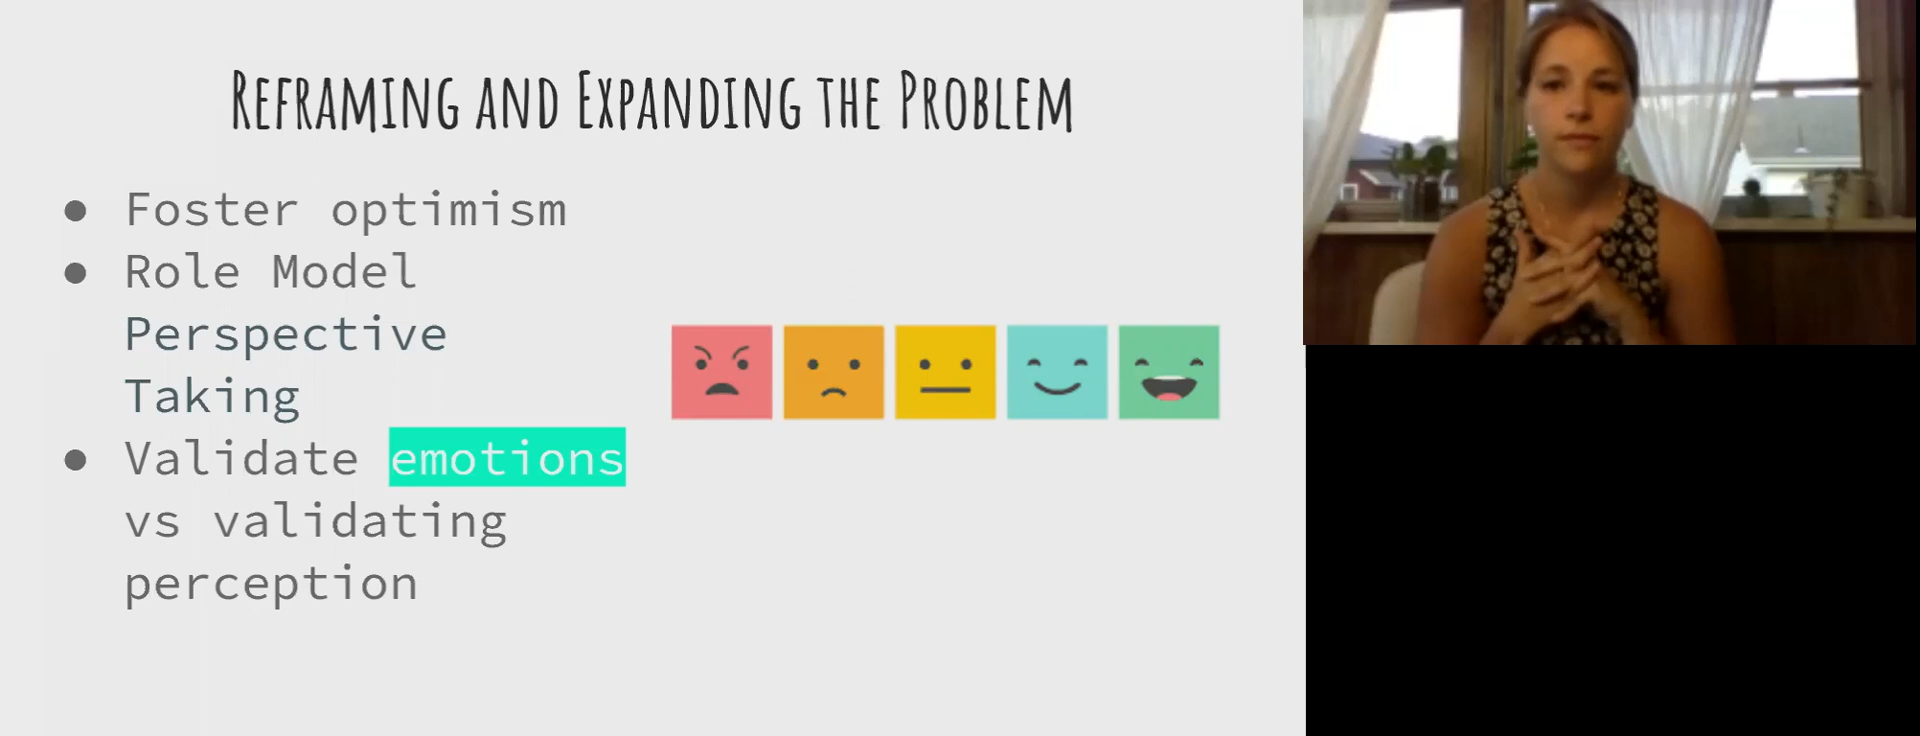 Reframing and Expanding the Problem
● Foster optimism
● Role Model
Perspective
Taking
● Validate emotions
vs validating
perception